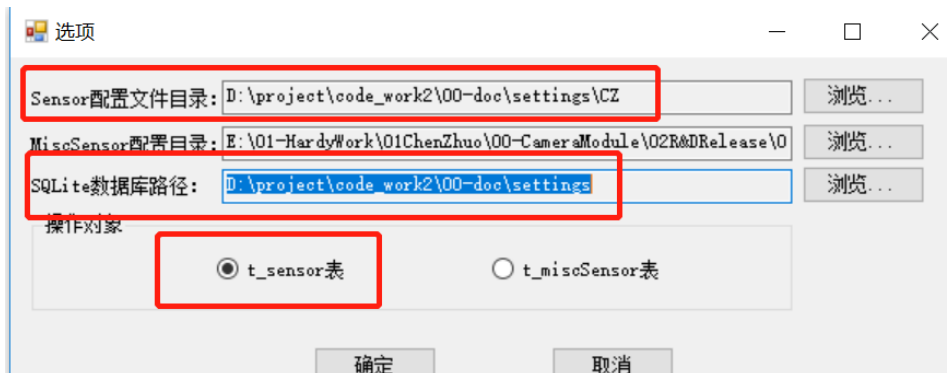 选项
Sensor配置文件目录: D:\project\code_work2\00-doc\settings\CZ 浏览...
MiscSensor配置目录: E:\01-HardyWork\01ChenZhuo\00-CameraModule\02R&DRelease\0 浏览...
SQLite数据库路径: D:\project\code_work2\00-doc\settings 浏览...
操作对象
t_sensor表 t_miscSensor表
确定 取消